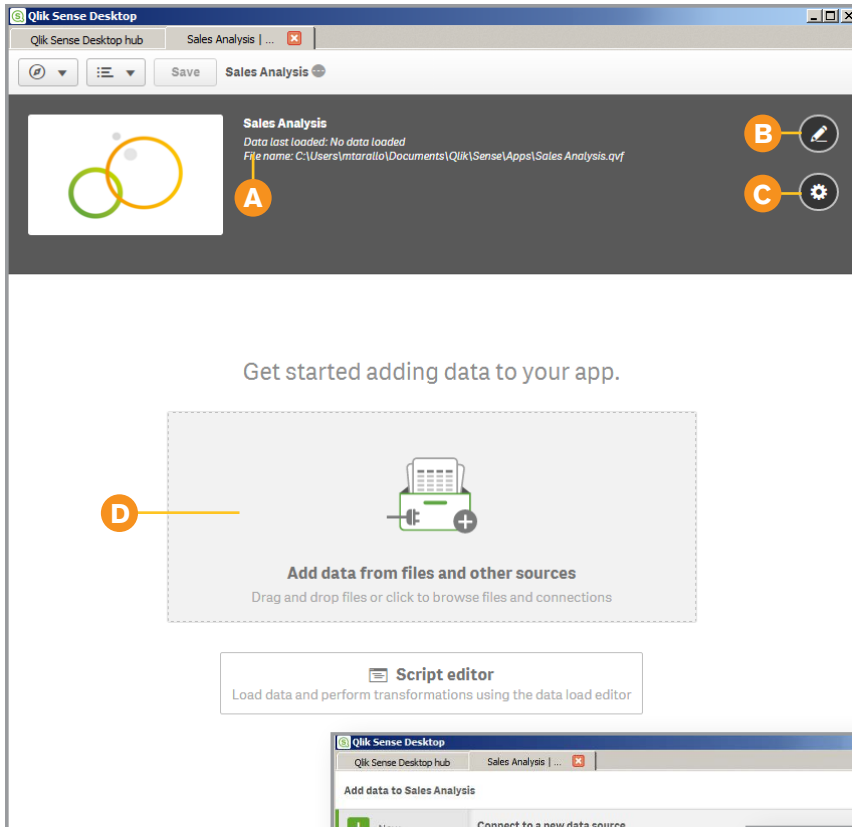 Qlik Sense Desktop
Qlik Sense Desktop hub
Sales Analysis | ...
Save
Sales Analysis
Sales Analysis
Data last loaded: No data loaded
File name: C:\Users\mtarallo\Documents\Qlik\Sense\Apps\Sales Analysis.qvf
A
B
C
Get started adding data to your app.
D
Add data from files and other sources
Drag and drop files or click to browse files and connections
Script editor
Load data and perform transformations using the data load editor
Qlik Sense Desktop
Qlik Sense Desktop hub
Sales Analysis | ...
Add data to Sales Analysis
Connect to a new data source